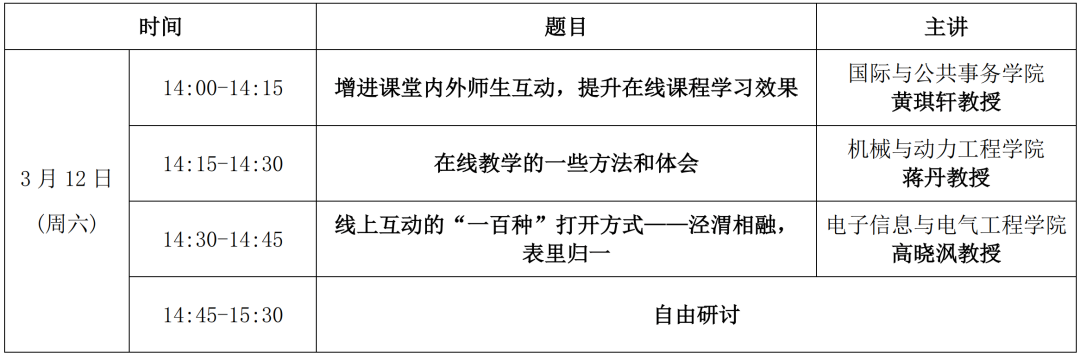 时间
题目
主讲
3月12日
(周六)
14:00-14:15
增进课堂内外师生互动，提升在线课程学习效果
国际与公共事务学院
黄琪轩教授
14:15-14:30
在线教学的一些方法和体会
机械与动力工程学院
蒋丹教授
14:30-14:45
线上互动的“一百种”打开方式——泾渭相融，
表里归一
电子信息与电气工程学院
高晓沨教授
14:45-15:30
自由研讨